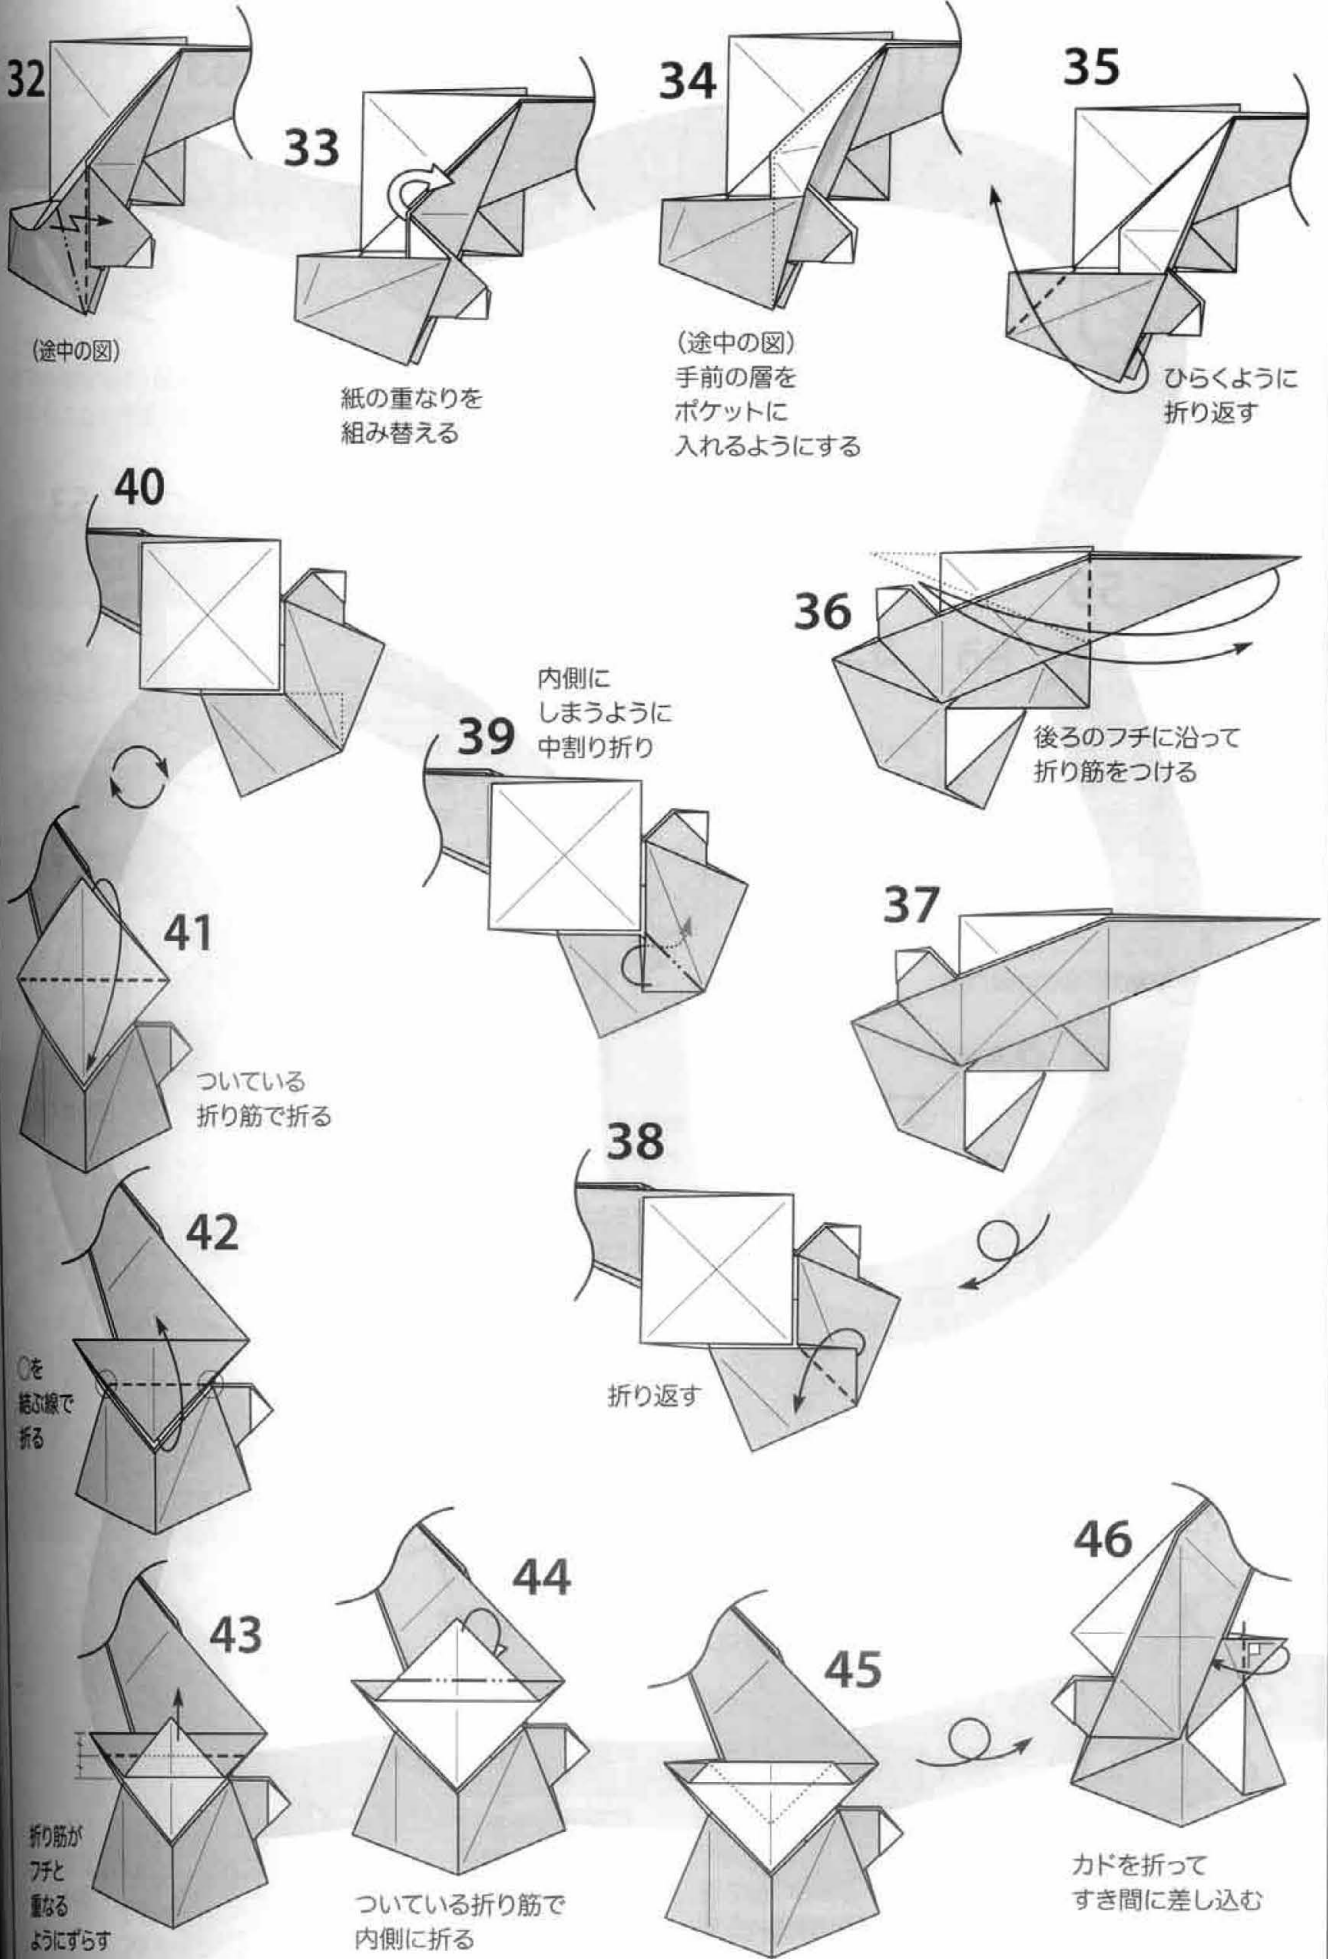 32
(途中の図)
33
紙の重なりを
組み替える
34
(途中の図)
手前の層を
ポケットに
入れるようにする
35
ひらくように
折り返す
36
後ろのフチに沿って
折り筋をつける
37
38
折り返す
39
内側に
しまうように
中割り折り
40
41
ついている
折り筋で折る
42
○を
結ぶ線で
折る
43
折り筋が
フチと
重なる
ようにずらす
44
ついている折り筋で
内側に折る
45
46
カドを折って
すき間に差し込む